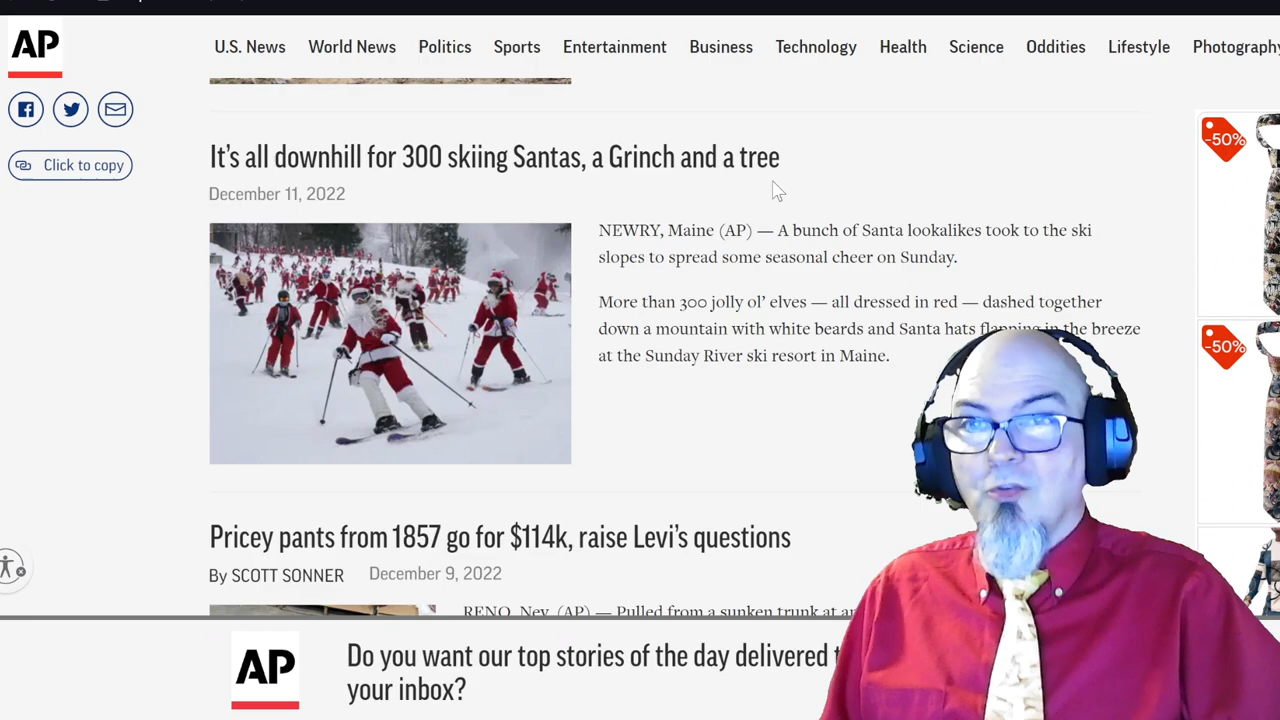 AP
U.S. News World News Politics Sports Entertainment Business Technology Health Science Oddities Lifestyle Photography
Click to copy
It's all downhill for 300 skiing Santas, a Grinch and a tree
December 11, 2022
NEWRY, Maine (AP) — A bunch of Santa lookalikes took to the ski
slopes to spread some seasonal cheer on Sunday.
More than 300 jolly ol' elves — all dressed in red — dashed together
down a mountain with white beards and Santa hats flapping in the breeze
at the Sunday River ski resort in Maine.
-50%
-50%
Pricey pants from 1857 go for $114k, raise Levi's questions
By SCOTT SONNER December 9, 2022
RENO, Nev. (AP) — Pulled from a sunken trunk at an
AP
Do you want our top stories of the day delivered
your inbox?